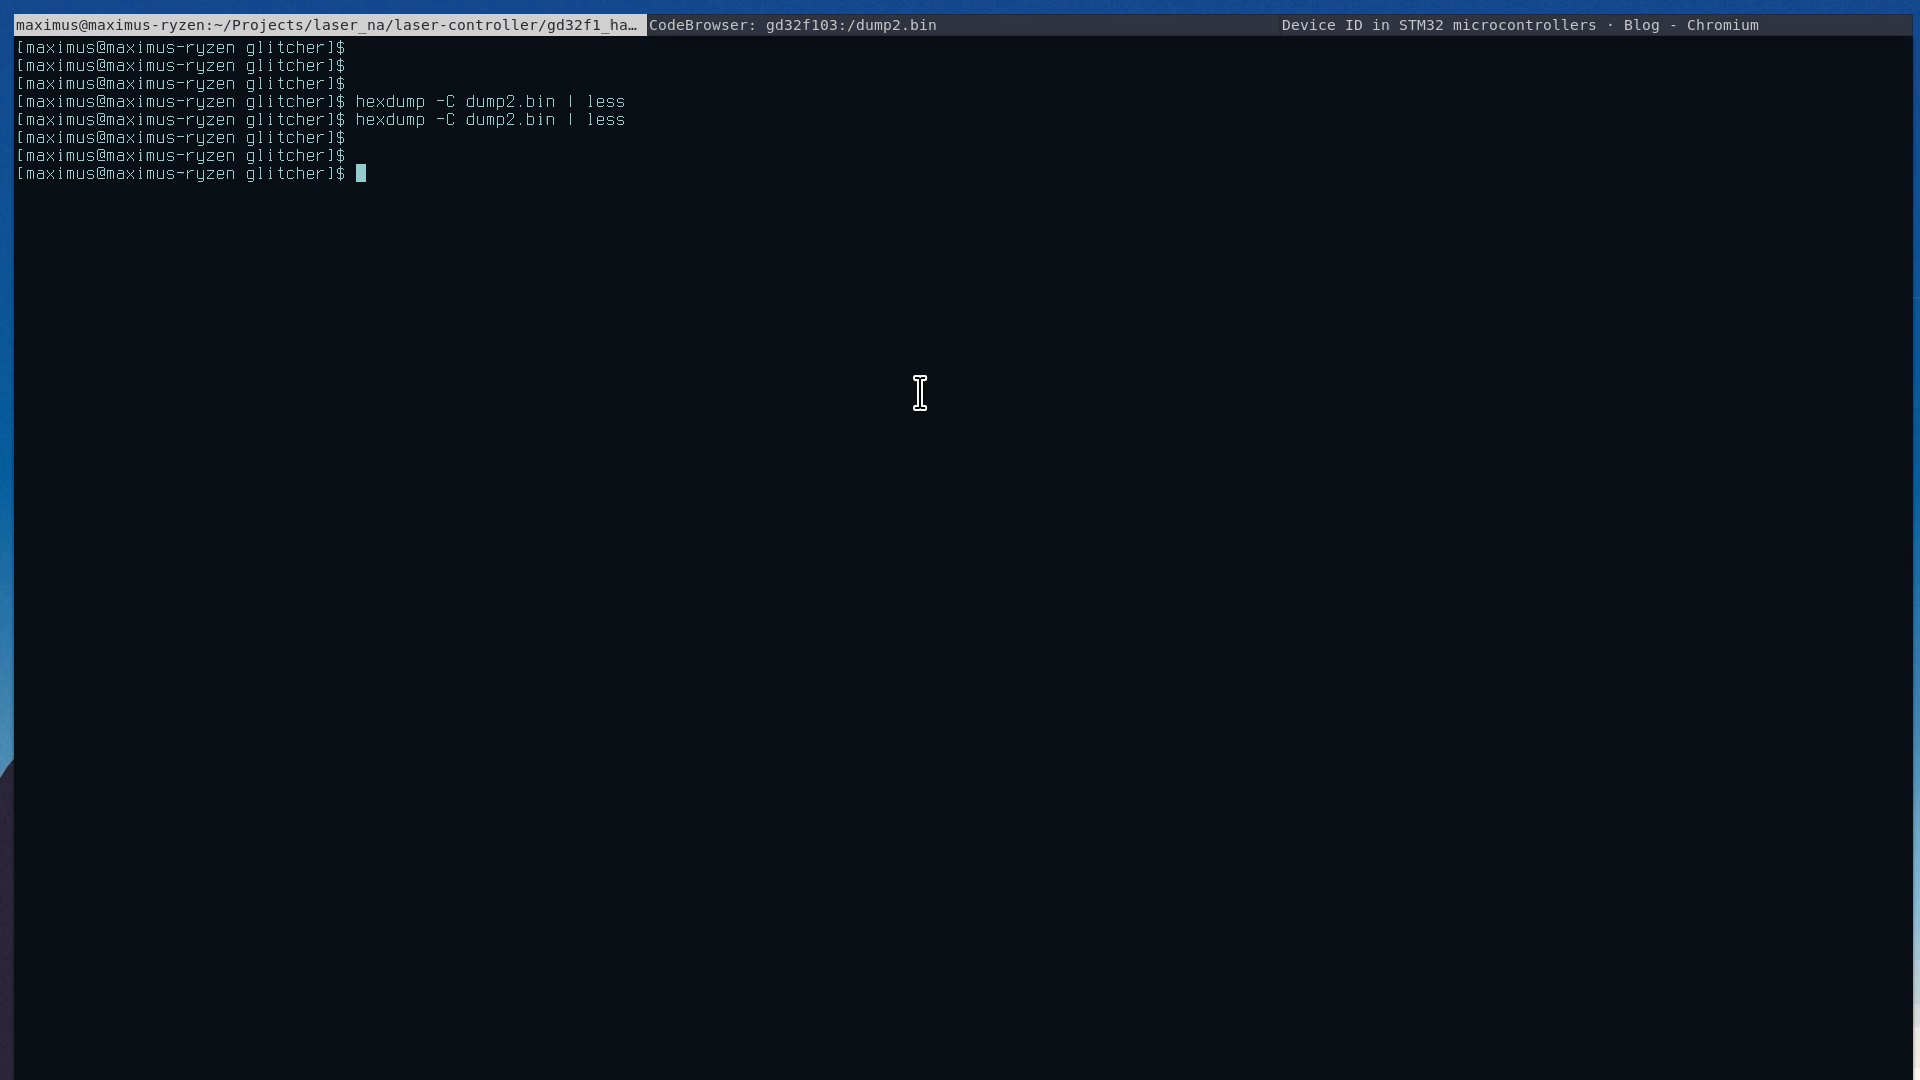 maximus@maximus-ryzen:~/Projects/laser_na/laser-controller/gd32f1_ha… CodeBrowser: gd32f103:/dump2.bin Device ID in STM32 microcontrollers · Blog - Chromium
[maximus@maximus-ryzen glitcher]$
[maximus@maximus-ryzen glitcher]$
[maximus@maximus-ryzen glitcher]$
[maximus@maximus-ryzen glitcher]$ hexdump -C dump2.bin | less
[maximus@maximus-ryzen glitcher]$ hexdump -C dump2.bin | less
[maximus@maximus-ryzen glitcher]$
[maximus@maximus-ryzen glitcher]$
[maximus@maximus-ryzen glitcher]$